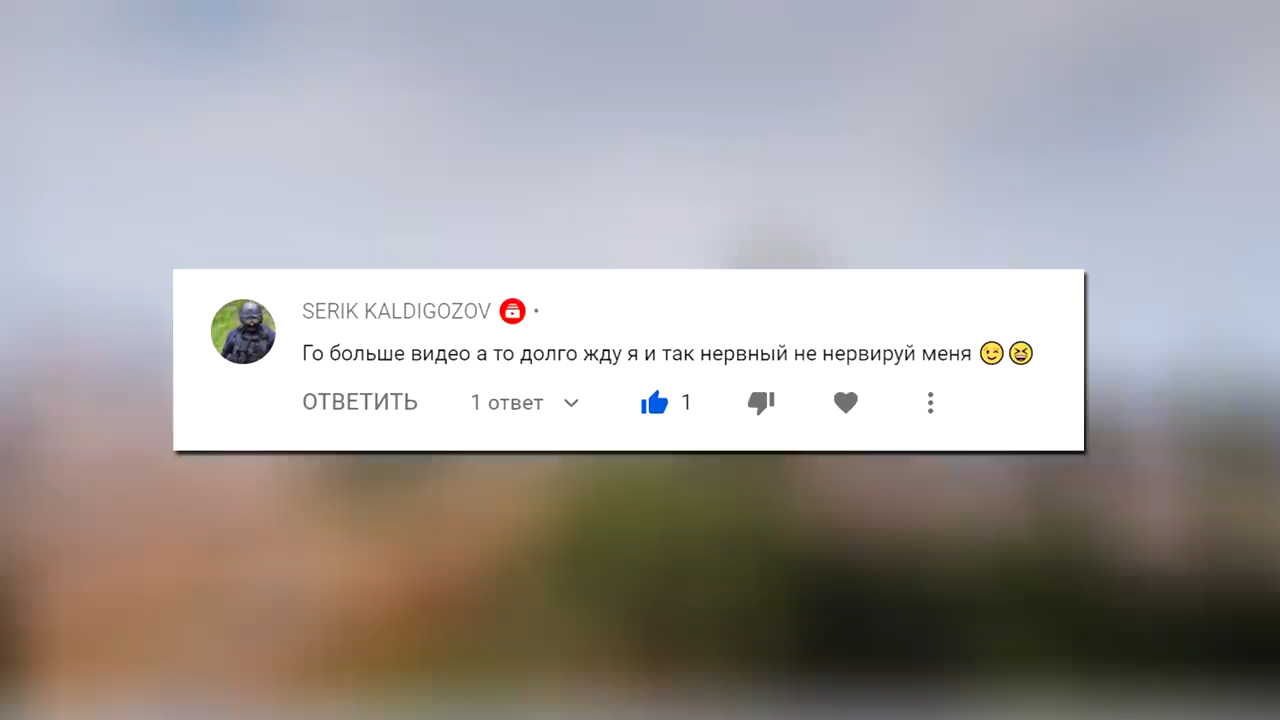 SERIK KALDIGOZOV •
Го больше видео а то долго жду я и так нервный не нервируй меня 😉😆
ОТВЕТИТЬ 1 ответ 1